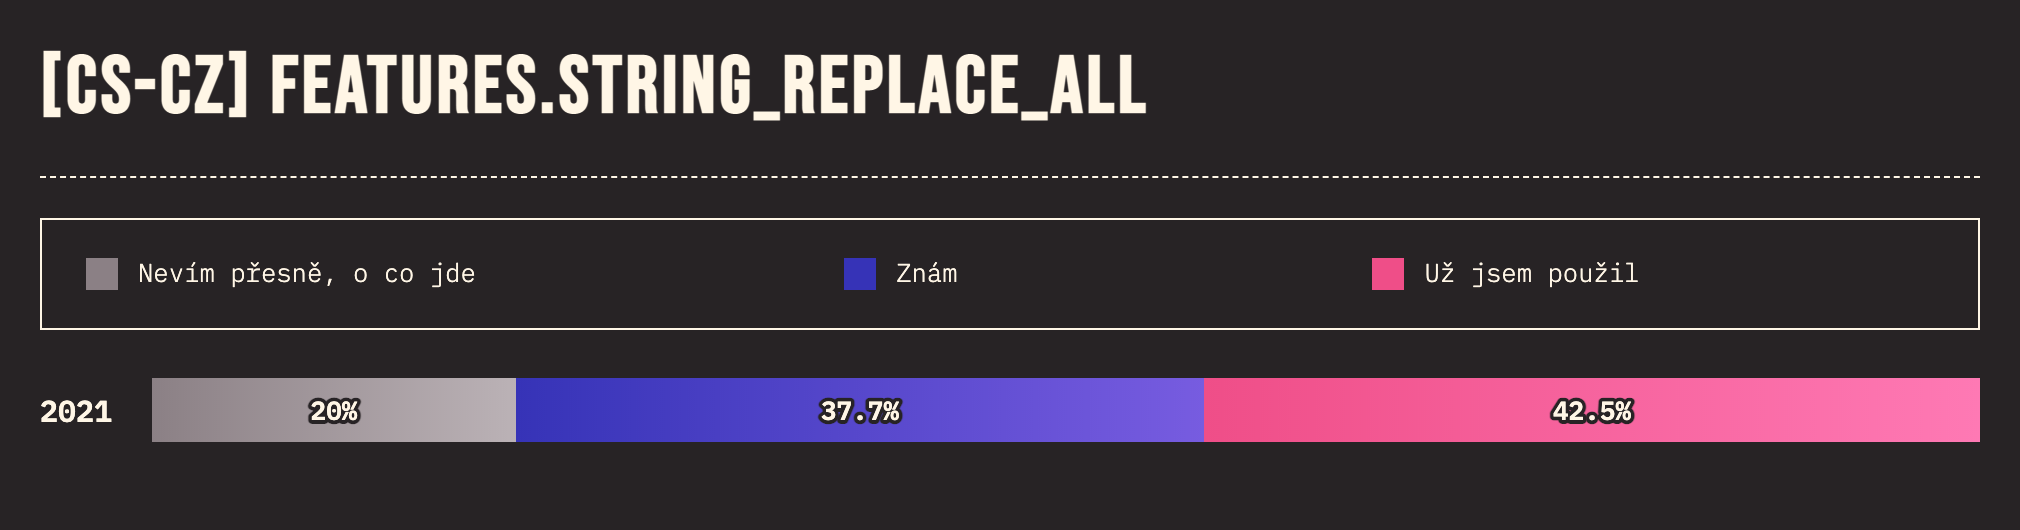 [CS-CZ] FEATURES.STRING_REPLACE_ALL
Nevím přesně, o co jde
Znám
Už jsem použil
2021 20% 37.7% 42.5%